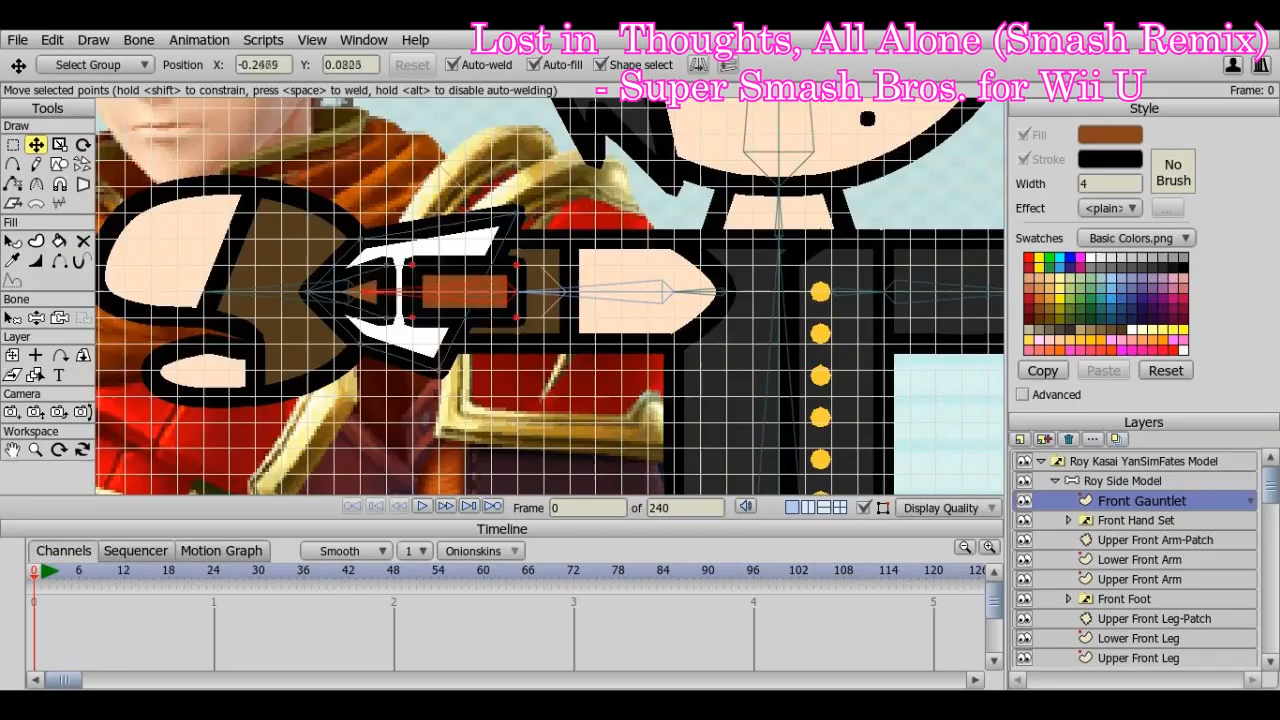 Lost in Thoughts, All Alone (Smash Remix)
- Super Smash Bros. for Wii U
File Edit Draw Bone Animation Scripts View Window Help
Select Group Position X: -0.2469 Y: 0.0825 Reset Auto-weld Auto-fill Shape select
Move selected points (hold <shift> to constrain, press <space> to weld, hold <alt> to disable auto-welding) Frame: 0
Tools
Draw
Fill
Bone
Layer
T
Camera
Workspace
Style
Fill
Stroke
No Brush
Width 4
Effect <plain> ...
Swatches Basic Colors.png
Copy Paste Reset
Advanced
Layers
Roy Kasai YanSimFates Model
Roy Side Model
Front Gauntlet
Front Hand Set
Upper Front Arm-Patch
Lower Front Arm
Upper Front Arm
Front Foot
Upper Front Leg-Patch
Lower Front Leg
Upper Front Leg
Frame 0 of 240 Display Quality
Timeline
Channels Sequencer Motion Graph Smooth 1 Onionskins
0 6 12 18 24 30 36 42 48 54 60 66 72 78 84 90 96 102 108 114 120 126
0 1 2 3 4 5